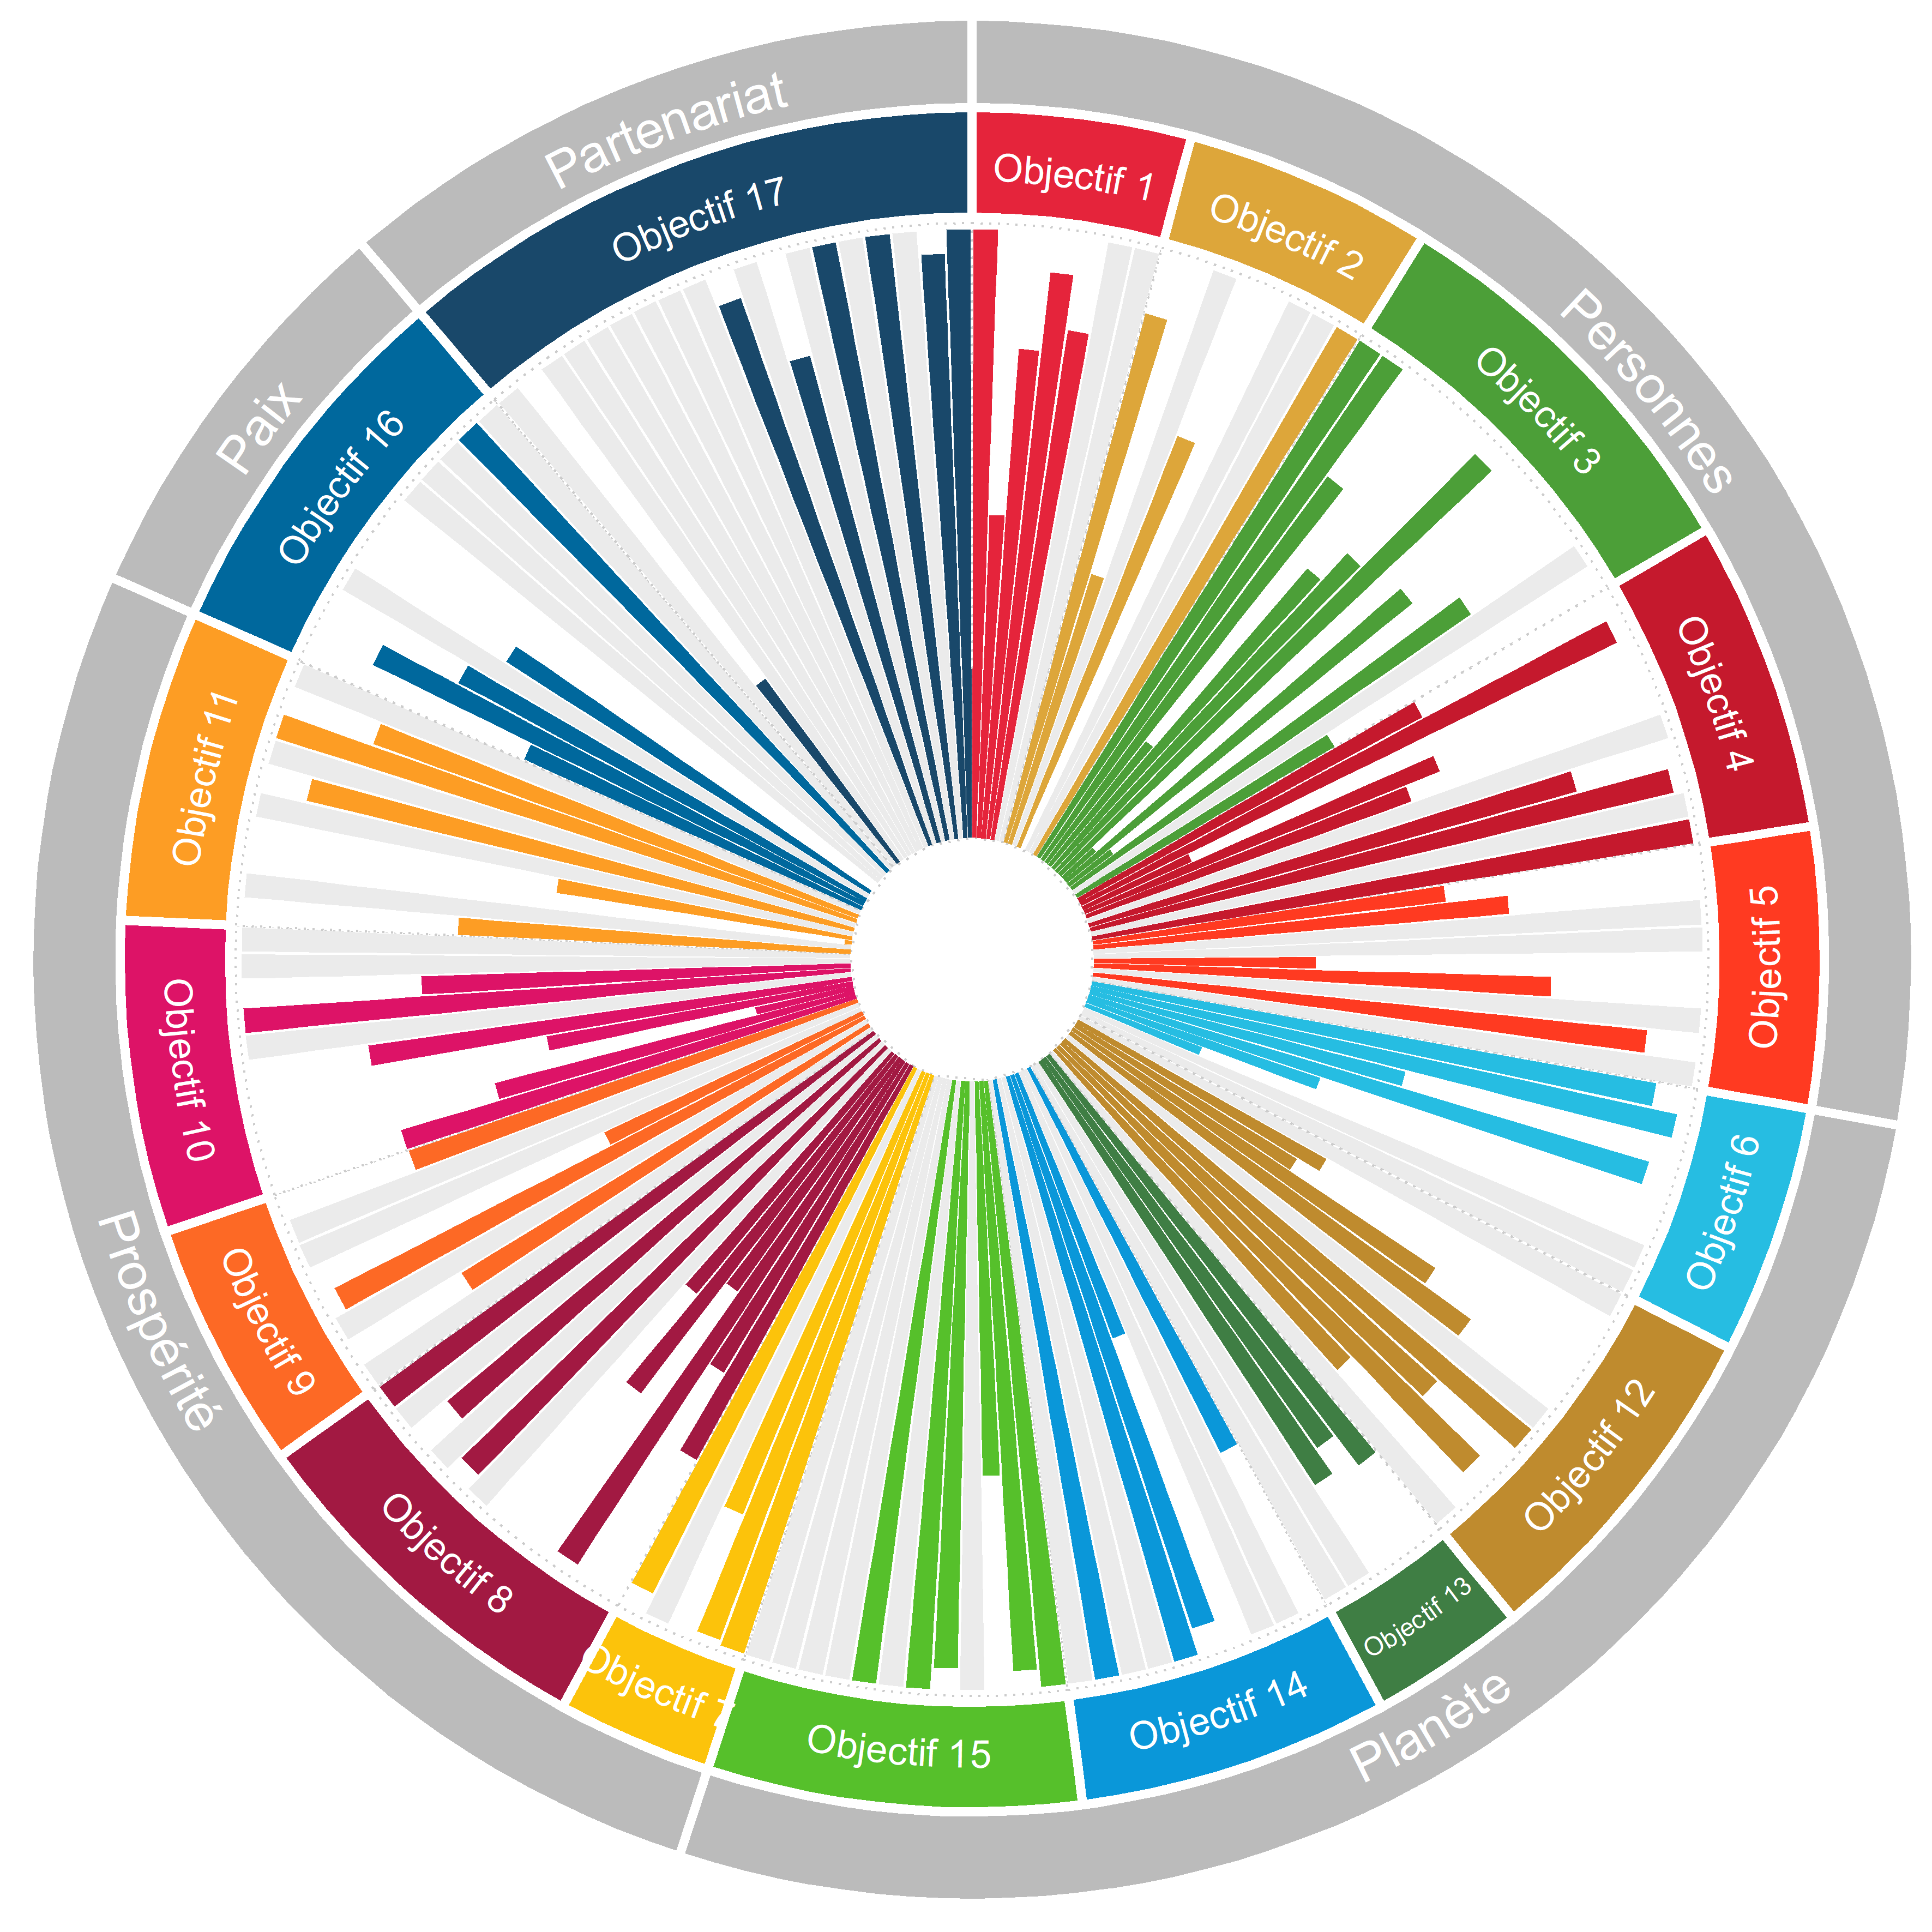 Personnes
Objectif 1
Objectif 2
Objectif 3
Objectif 4
Objectif 5
Planète
Objectif 6
Objectif 12
Objectif 13
Objectif 14
Objectif 15
Prospérité
Objectif 7
Objectif 8
Objectif 9
Objectif 10
Objectif 11
Paix
Objectif 16
Partenariat
Objectif 17